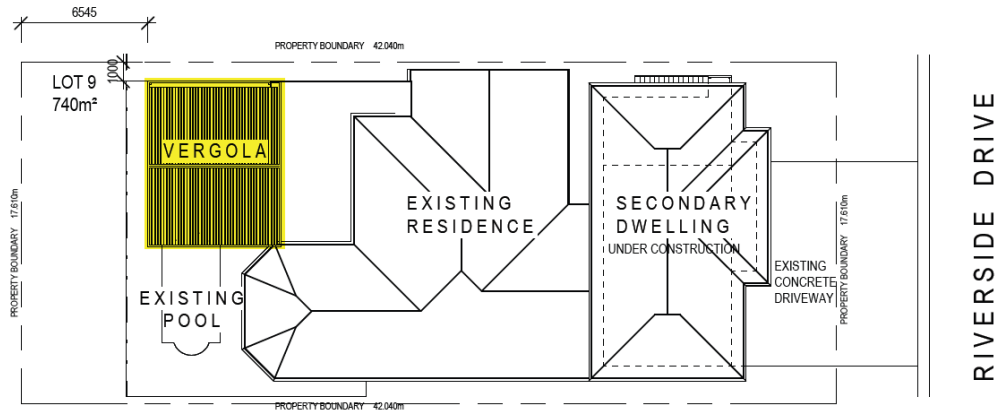 6545
PROPERTY BOUNDARY 42.040m
1000
LOT 9
740m²
VERGOLA
PROPERTY BOUNDARY 17.610m
EXISTING
RESIDENCE
SECONDARY
DWELLING
UNDER CONSTRUCTION
EXISTING
CONCRETE
DRIVEWAY
PROPERTY BOUNDARY 17.610m
RIVERSIDE DRIVE
EXISTING
POOL
PROPERTY BOUNDARY 42.040m